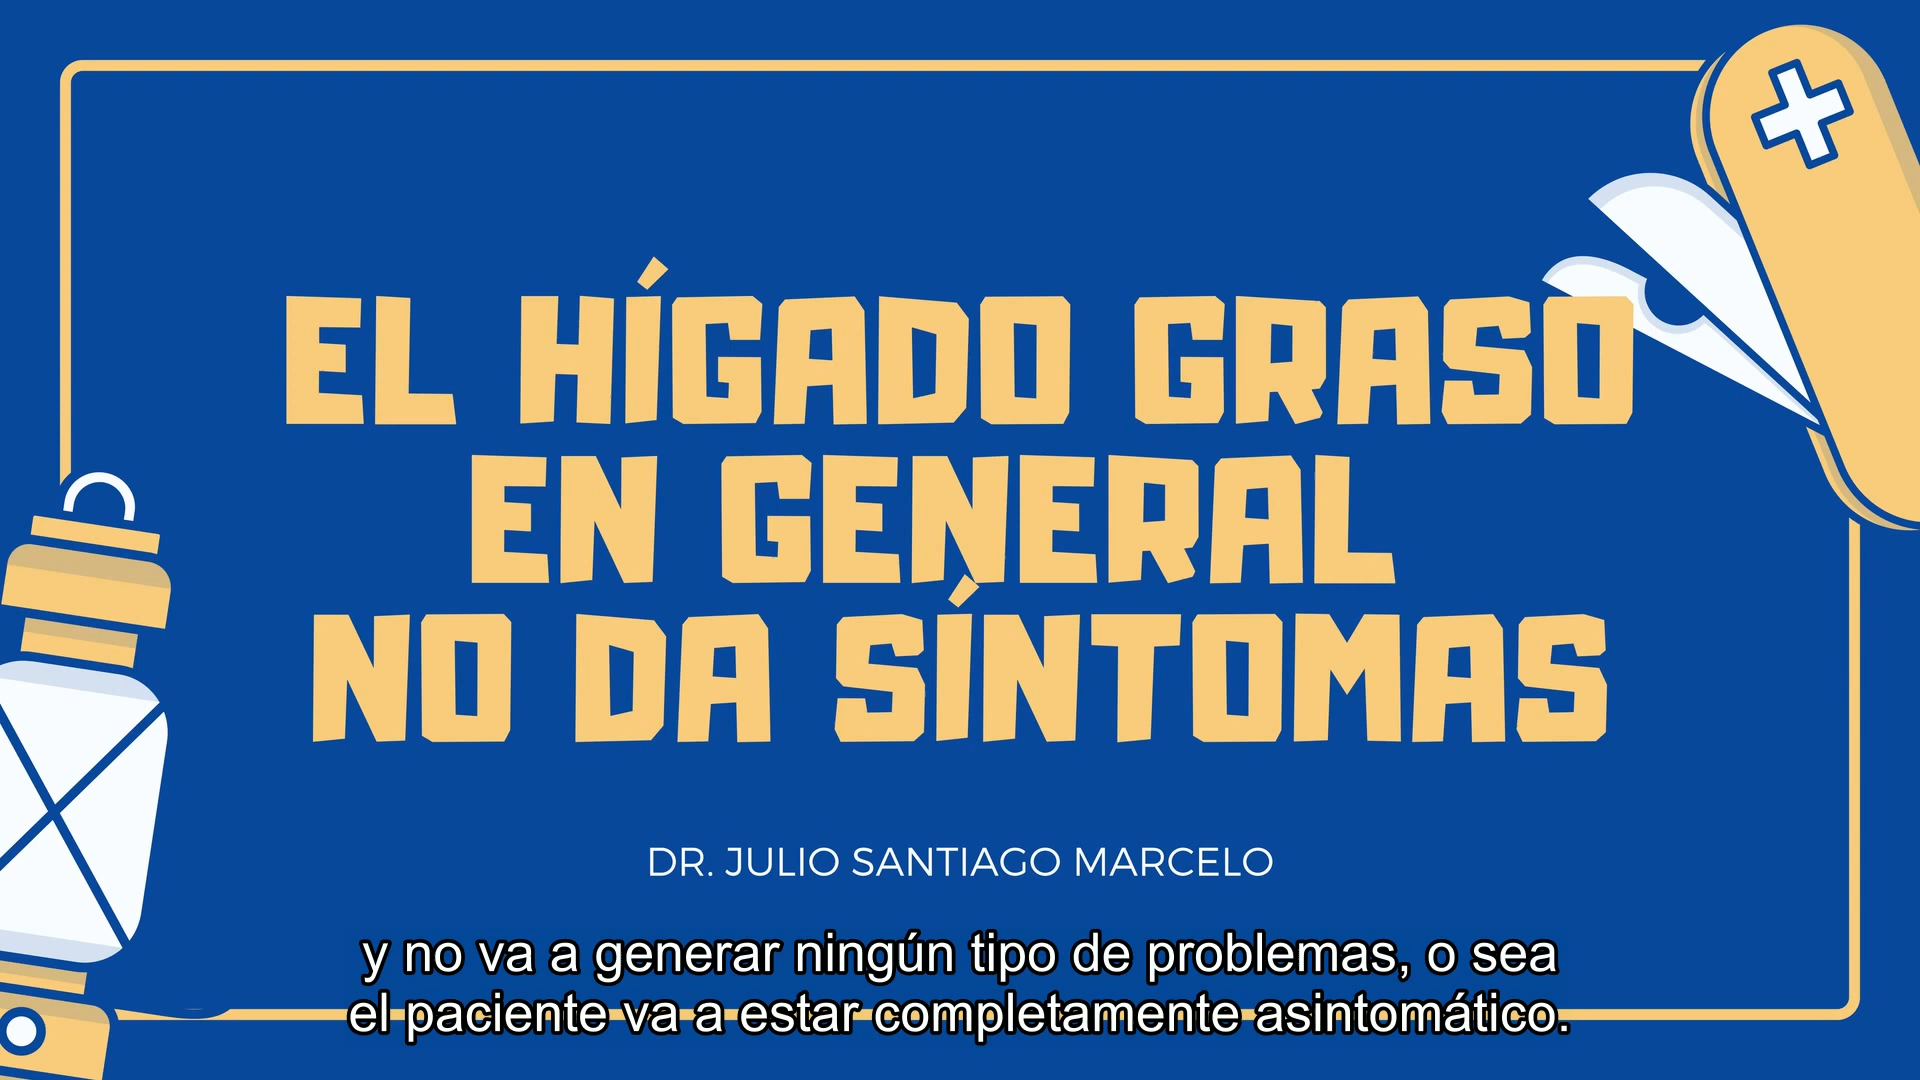 EL HÍGADO GRASO
EN GENERAL
NO DA SÍNTOMAS
DR. JULIO SANTIAGO MARCELO
y no va a generar ningún tipo de problemas, o sea
el paciente va a estar completamente asintomático.